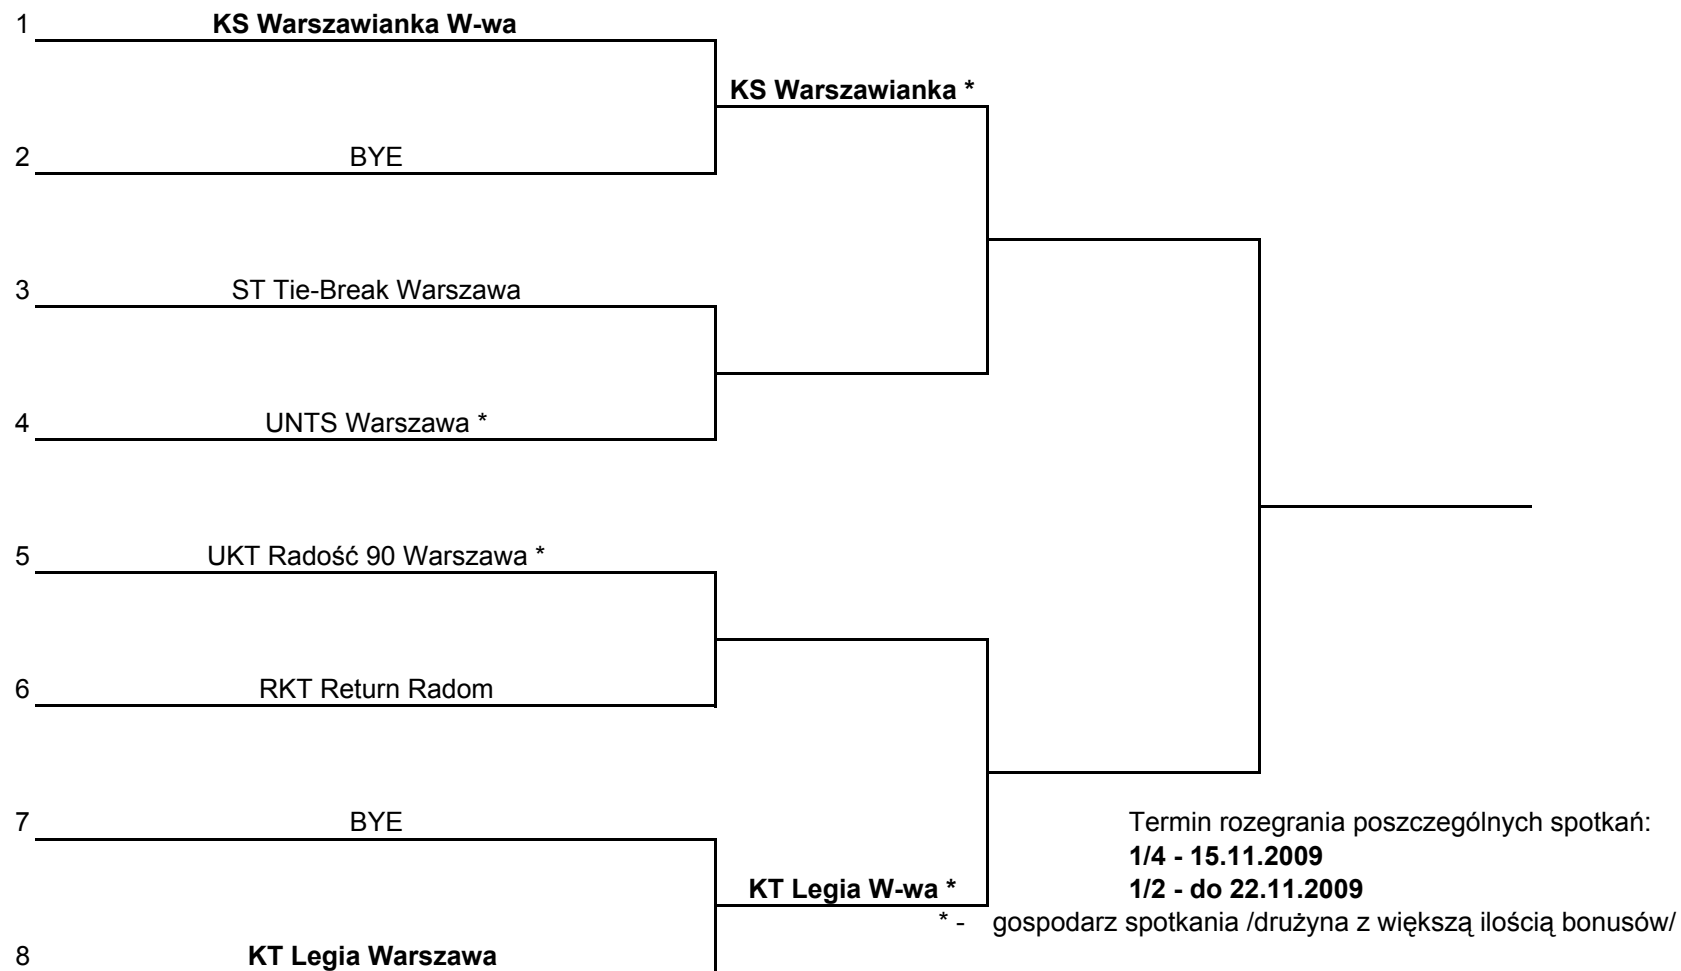 1 KS Warszawianka W-wa
KS Warszawianka *
2 BYE
3 ST Tie-Break Warszawa
4 UNTS Warszawa *
5 UKT Radość 90 Warszawa *
6 RKT Return Radom
7 BYE
Termin rozegrania poszczególnych spotkań:
1/4 - 15.11.2009
KT Legia W-wa *
1/2 - do 22.11.2009
* - gospodarz spotkania /drużyna z większą ilością bonusów/
8 KT Legia Warszawa